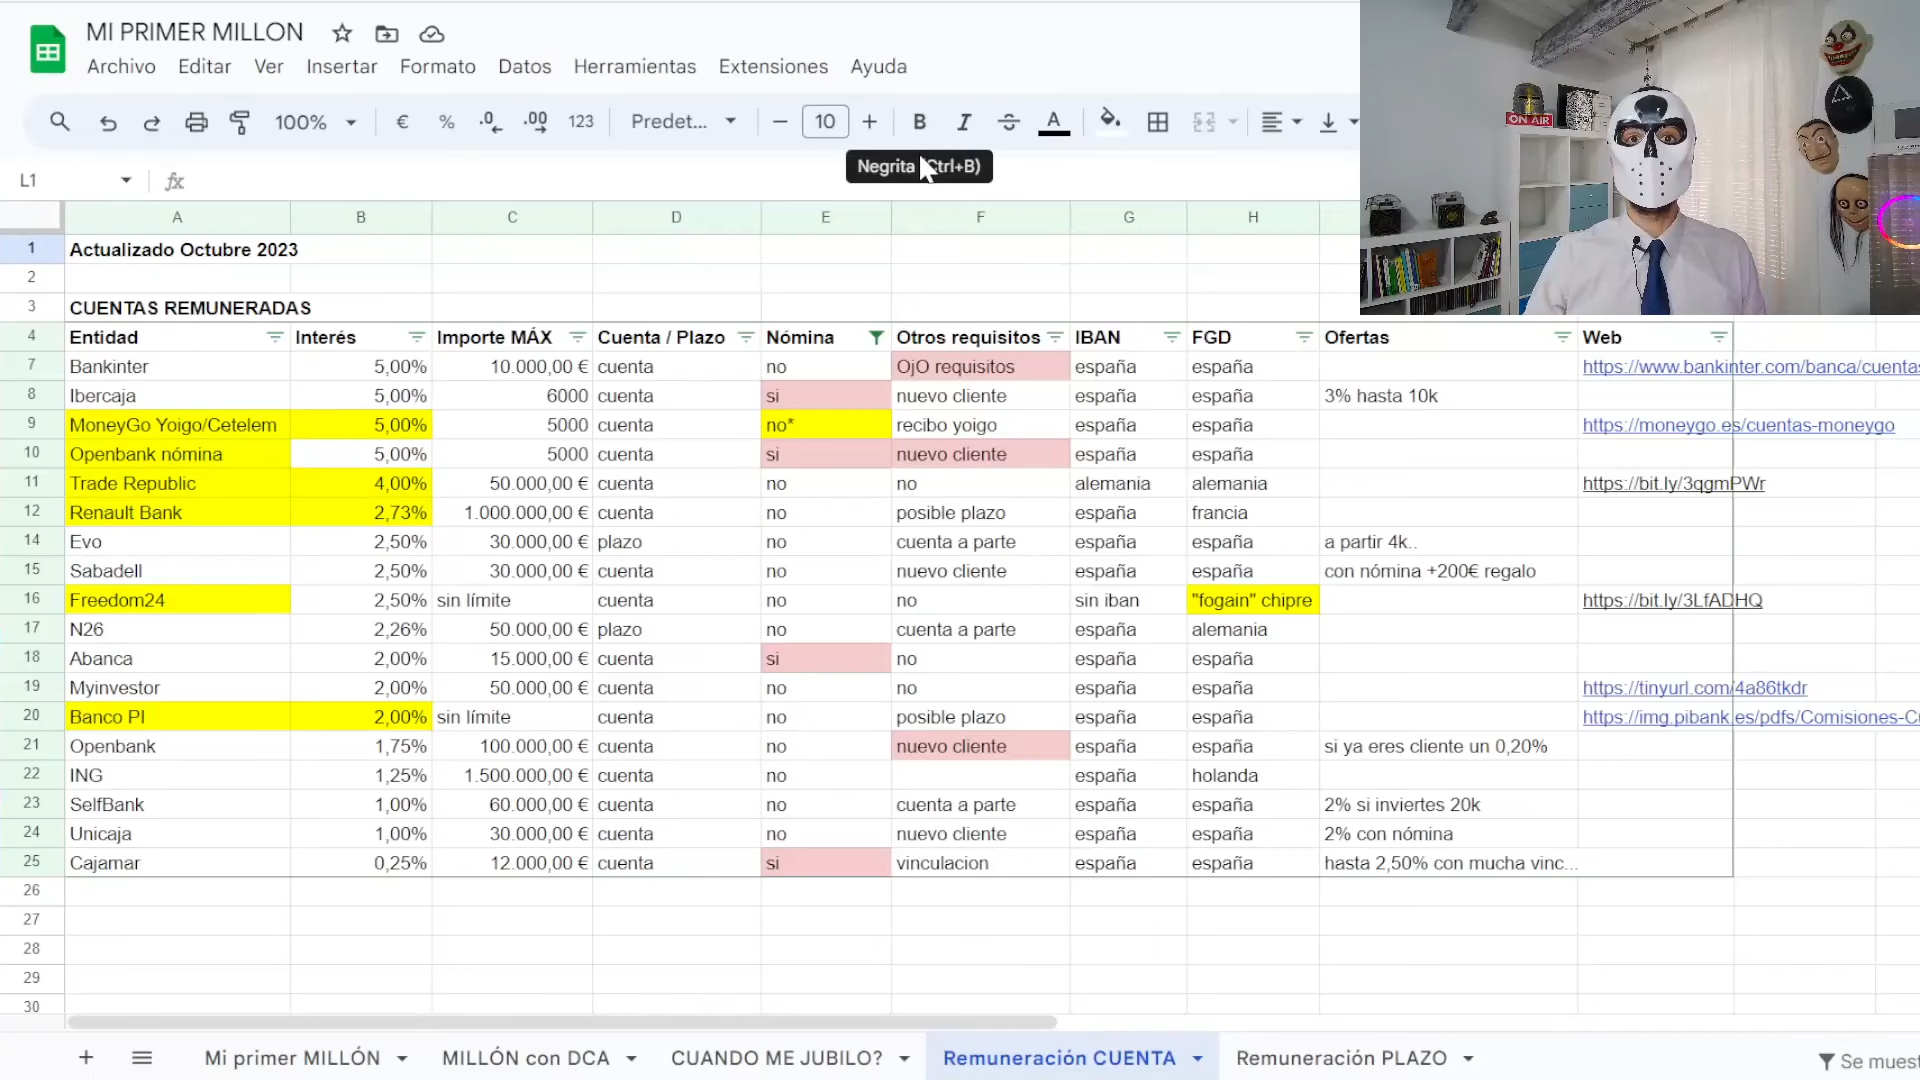 MI PRIMER MILLON
Archivo Editar Ver Insertar Formato Datos Herramientas Extensiones Ayuda
100% € % .0 .00 123 Predet... 10 B I S A
Negrita Ctrl+B)
L1 fx
A B C D E F G H
1 Actualizado Octubre 2023
2
3 CUENTAS REMUNERADAS
4 Entidad Interés Importe MÁX Cuenta / Plazo Nómina Otros requisitos IBAN FGD Ofertas Web
7 Bankinter 5,00% 10.000,00 € cuenta no OjO requisitos españa españa https://www.bankinter.com/banca/cuentas
8 Ibercaja 5,00% 6000 cuenta si nuevo cliente españa españa 3% hasta 10k
9 MoneyGo Yoigo/Cetelem 5,00% 5000 cuenta no* recibo yoigo españa españa https://moneygo.es/cuentas-moneygo
10 Openbank nómina 5,00% 5000 cuenta si nuevo cliente españa españa
11 Trade Republic 4,00% 50.000,00 € cuenta no no alemania alemania https://bit.ly/3qgmPWr
12 Renault Bank 2,73% 1.000.000,00 € cuenta no posible plazo españa francia
14 Evo 2,50% 30.000,00 € plazo no cuenta a parte españa españa a partir 4k..
15 Sabadell 2,50% 30.000,00 € cuenta no nuevo cliente españa españa con nómina +200€ regalo
16 Freedom24 2,50% sin límite cuenta no no sin iban "fogain" chipre https://bit.ly/3LfADHQ
17 N26 2,26% 50.000,00 € plazo no cuenta a parte españa alemania
18 Abanca 2,00% 15.000,00 € cuenta si no españa españa
19 Myinvestor 2,00% 50.000,00 € cuenta no no españa españa https://tinyurl.com/4a86tkdr
20 Banco PI 2,00% sin límite cuenta no posible plazo españa españa https://img.pibank.es/pdfs/Comisiones-C
21 Openbank 1,75% 100.000,00 € cuenta no nuevo cliente españa españa si ya eres cliente un 0,20%
22 ING 1,25% 1.500.000,00 € cuenta no españa holanda
23 SelfBank 1,00% 60.000,00 € cuenta no cuenta a parte españa españa 2% si inviertes 20k
24 Unicaja 1,00% 30.000,00 € cuenta no nuevo cliente españa españa 2% con nómina
25 Cajamar 0,25% 12.000,00 € cuenta si vinculacion españa españa hasta 2,50% con mucha vinc...
26
27
28
29
30
Mi primer MILLÓN MILLÓN con DCA CUANDO ME JUBILO? Remuneración CUENTA Remuneración PLAZO Se muest
ON AIR